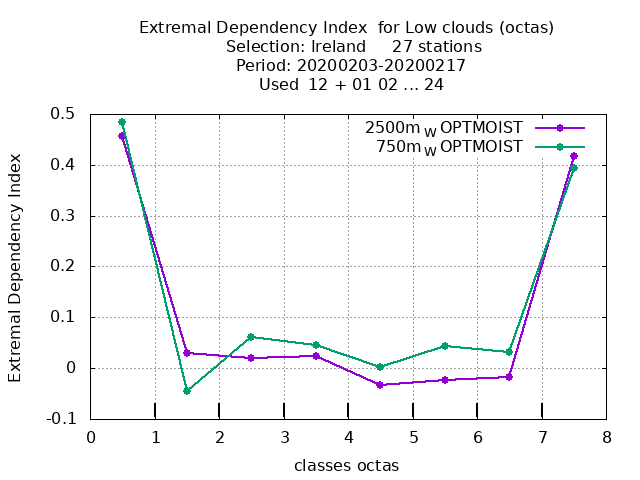 Extremal Dependency Index  for Low clouds (octas)
Selection: Ireland     27 stations
Period: 20200203-20200217
Used  12 + 01 02 ... 24
2500m_W OPTMOIST
750m_W OPTMOIST
Extremal Dependency Index
0.5
0.4
0.3
0.2
0.1
0
-0.1
0 1 2 3 4 5 6 7 8
classes octas